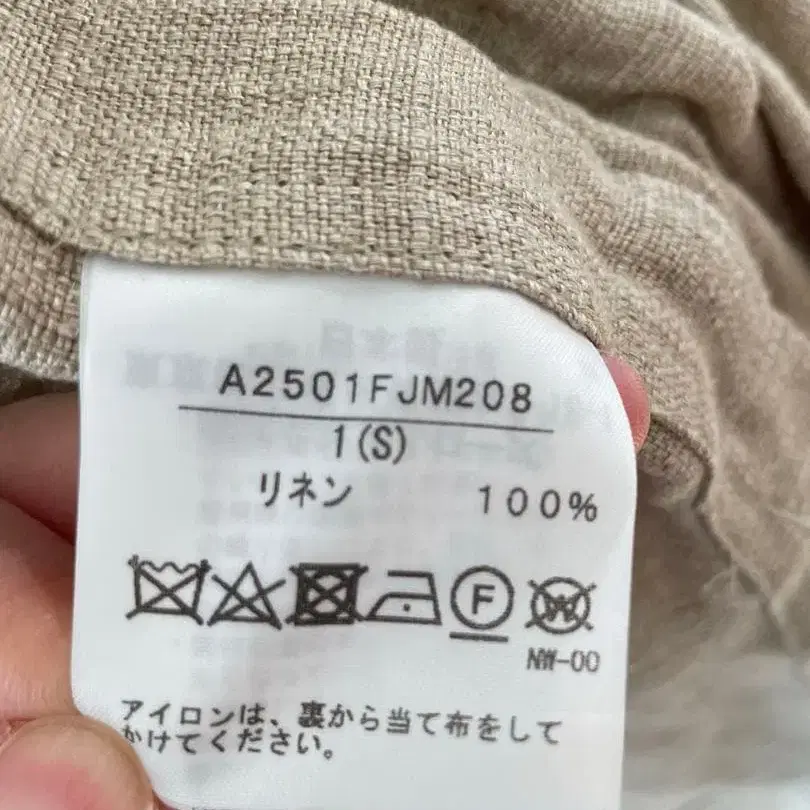 A2501FJM208
1(S)
リネン 100%
F W
NW-00
アイロンは、裏から当て布をして
かけてください。